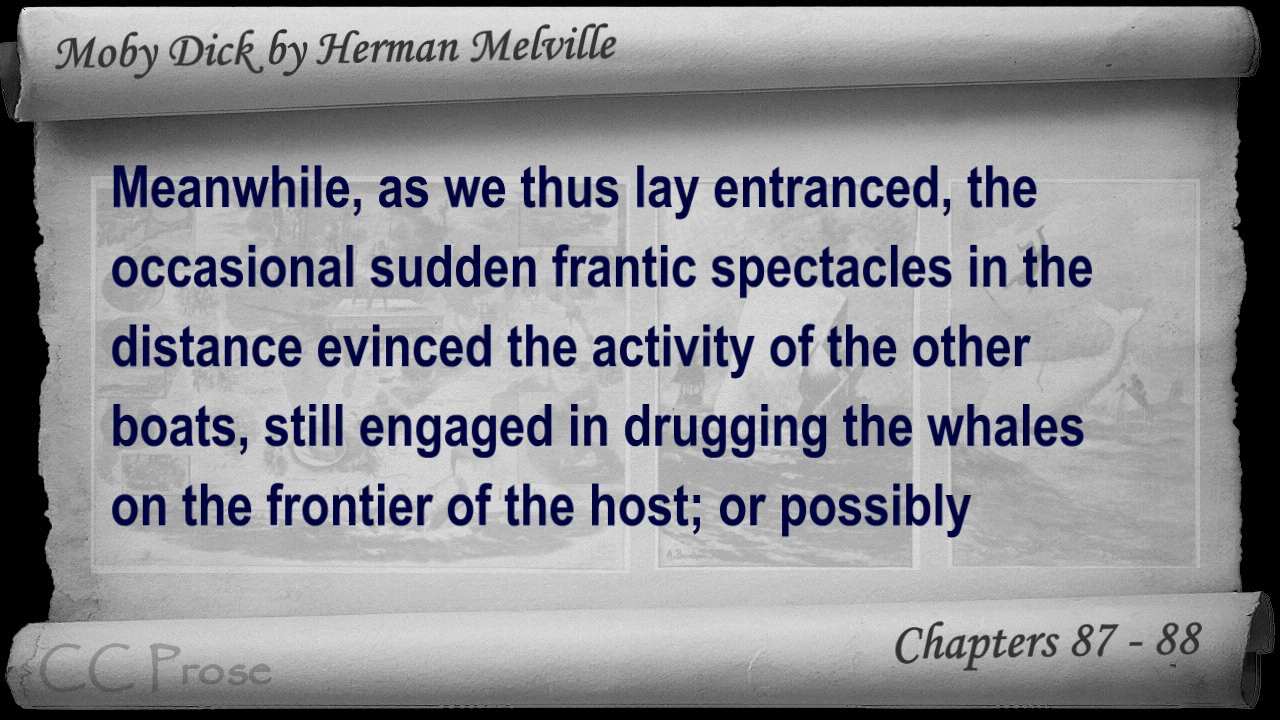 Moby Dick by Herman Melville
Meanwhile, as we thus lay entranced, the
occasional sudden frantic spectacles in the
distance evinced the activity of the other
boats, still engaged in drugging the whales
on the frontier of the host; or possibly
Chapters 87 - 88
CC Prose